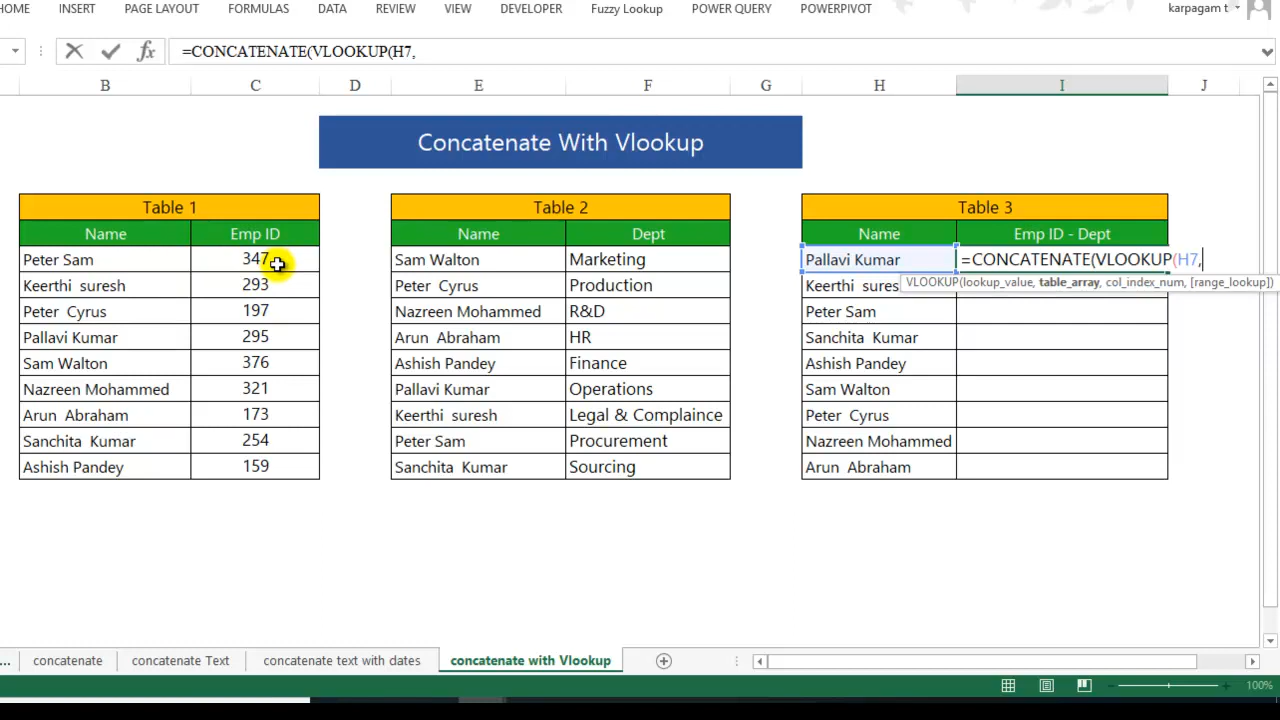 HOME INSERT PAGE LAYOUT FORMULAS DATA REVIEW VIEW DEVELOPER Fuzzy Lookup POWER QUERY POWERPIVOT karpagam t
fx =CONCATENATE(VLOOKUP(H7,
B C D E F G H I J
Concatenate With Vlookup
Table 1 Table 2 Table 3
Name Emp ID Name Dept Name Emp ID - Dept
Peter Sam 347 Sam Walton Marketing Pallavi Kumar =CONCATENATE(VLOOKUP(H7,
VLOOKUP(lookup_value, table_array, col_index_num, [range_lookup])
Keerthi suresh 293 Peter Cyrus Production
Peter Cyrus 197 Nazreen Mohammed R&D Peter Sam
Pallavi Kumar 295 Arun Abraham HR Sanchita Kumar
Sam Walton 376 Ashish Pandey Finance Ashish Pandey
Nazreen Mohammed 321 Pallavi Kumar Operations Sam Walton
Arun Abraham 173 Keerthi suresh Legal & Complaince Peter Cyrus
Sanchita Kumar 254 Peter Sam Procurement Nazreen Mohammed
Ashish Pandey 159 Sanchita Kumar Sourcing Arun Abraham
... concatenate concatenate Text concatenate text with dates concatenate with Vlookup
100%